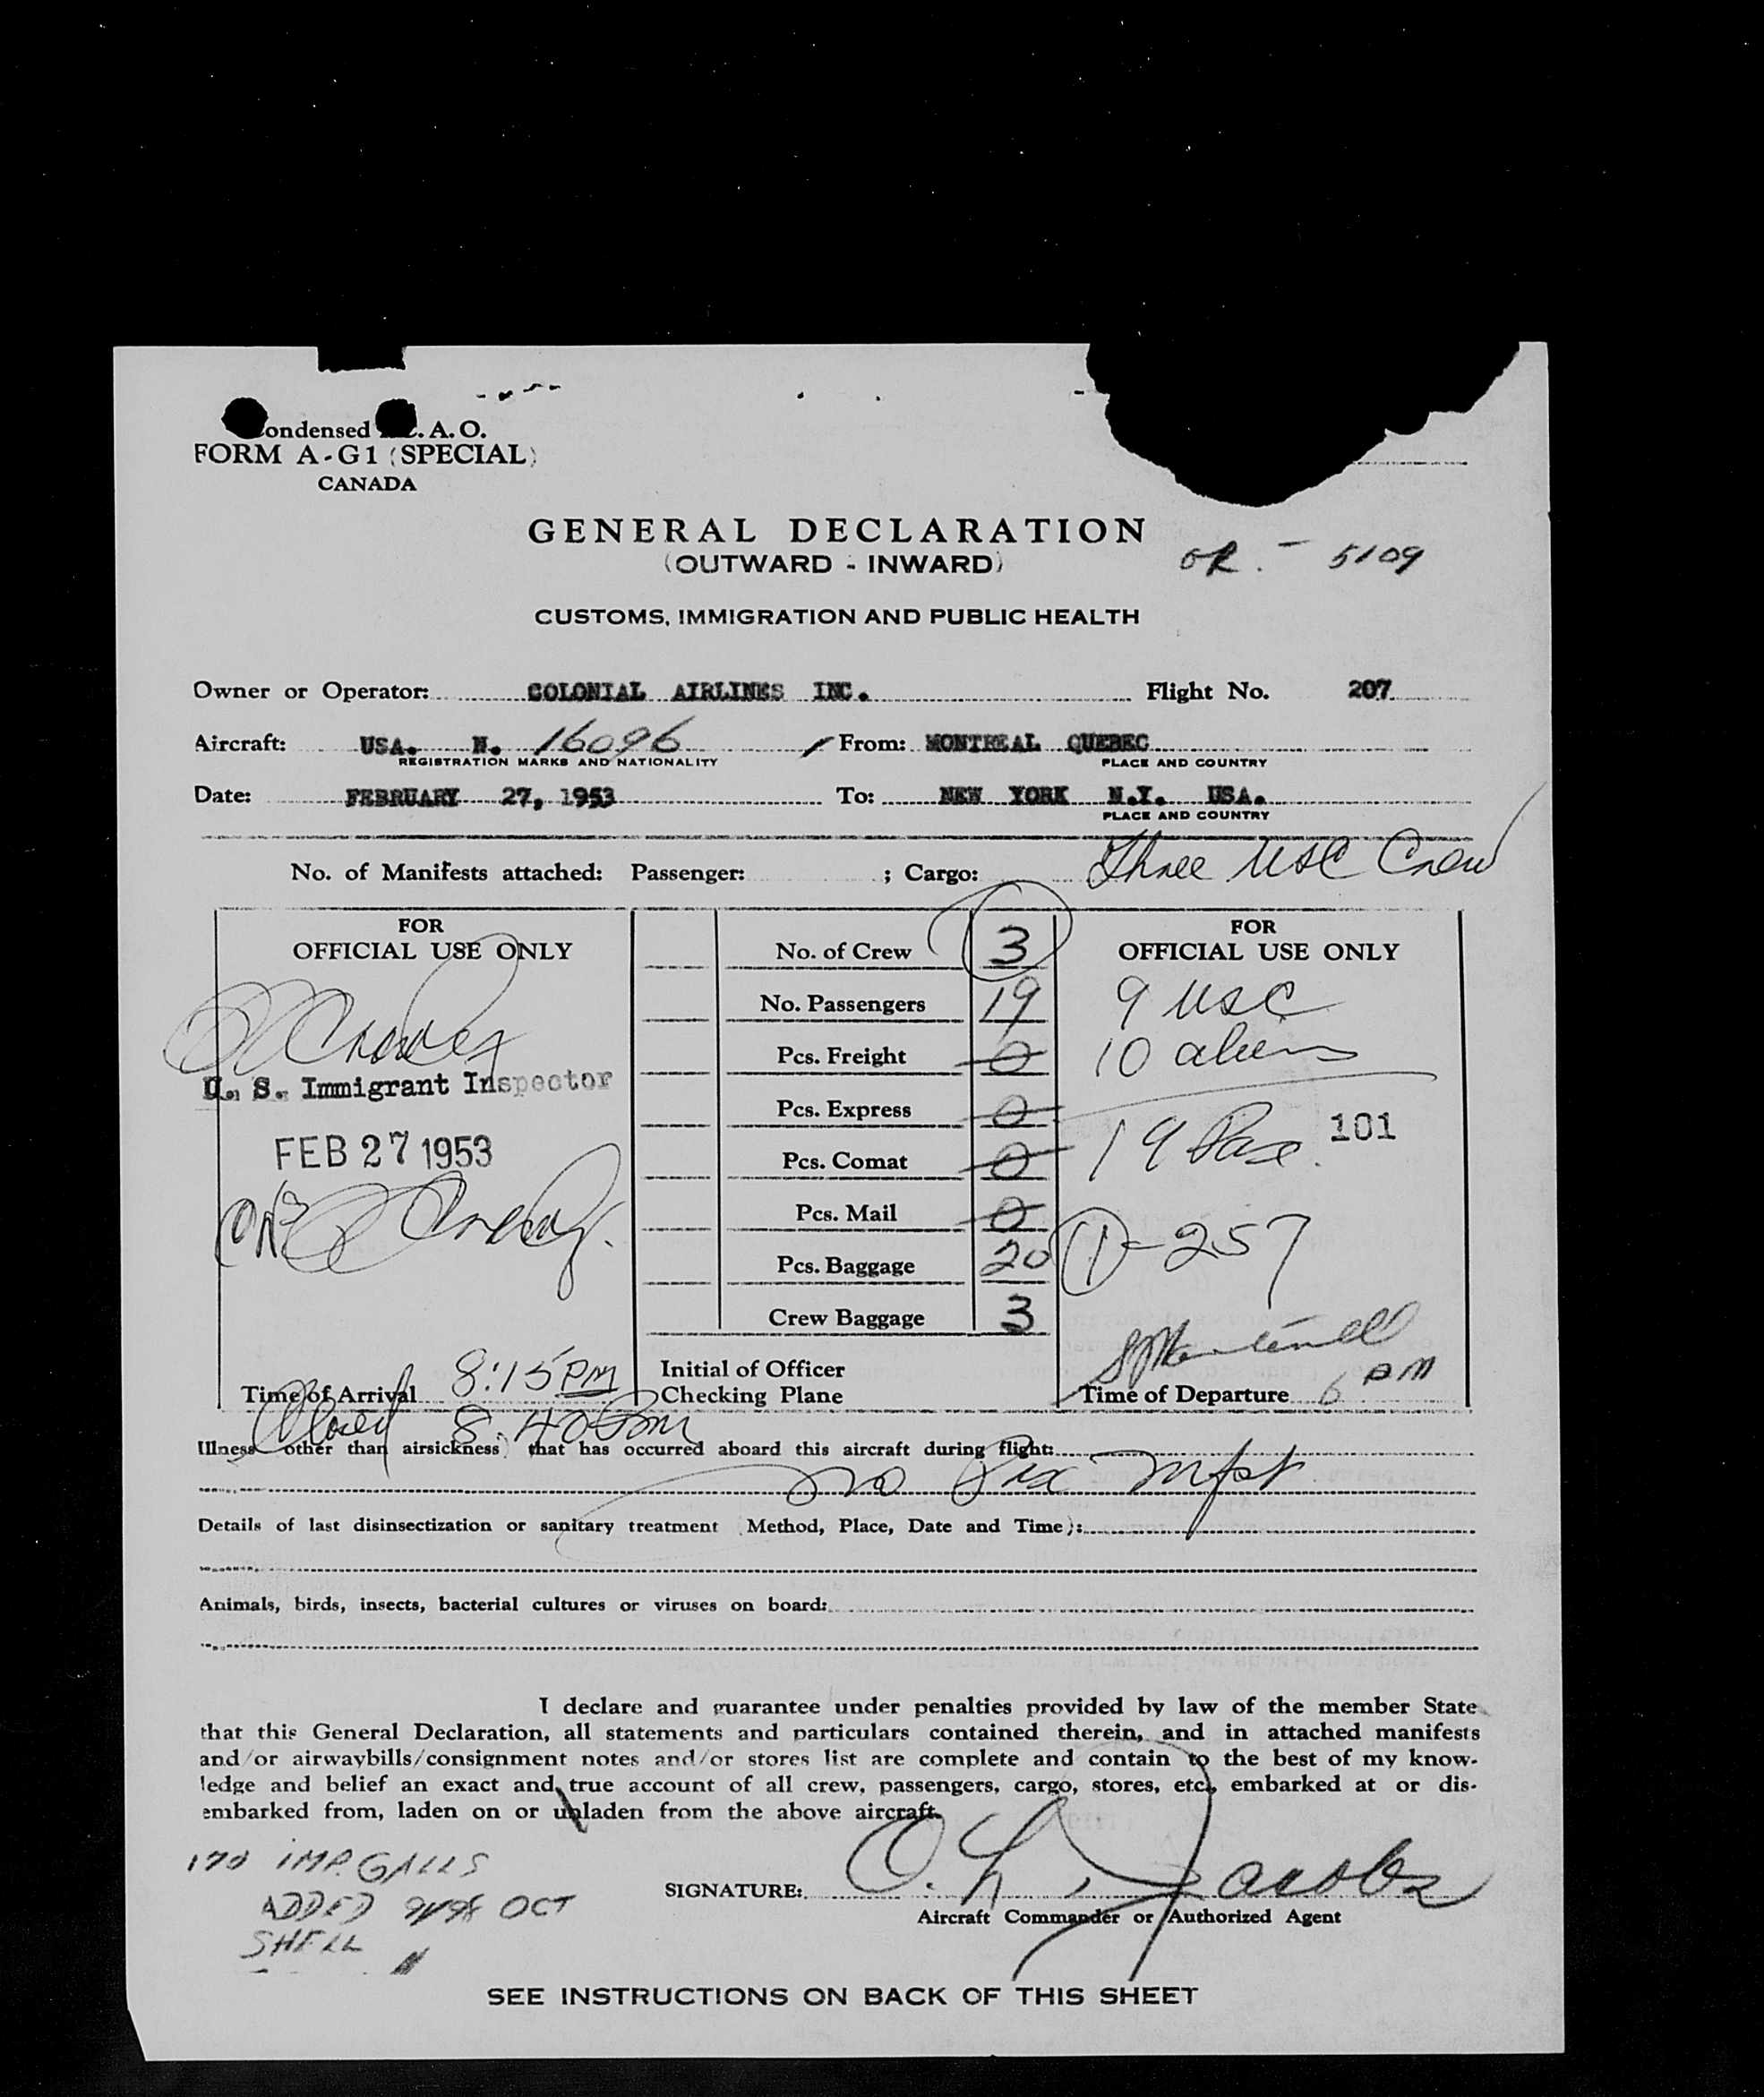 ondensed . A. O.
FORM A-G1 (SPECIAL)
CANADA
GENERAL DECLARATION
(OUTWARD - INWARD)
OR. - 5109
CUSTOMS, IMMIGRATION AND PUBLIC HEALTH
Owner or Operator: COLONIAL AIRLINES INC. Flight No. 207
Aircraft: USA. N. 16096 From: MONTREAL QUEBEC
REGISTRATION MARKS AND NATIONALITY PLACE AND COUNTRY
Date: FEBRUARY 27, 1953 To: NEW YORK N.Y. USA.
PLACE AND COUNTRY
No. of Manifests attached: Passenger: ; Cargo: Three USC Crew
FOR
OFFICIAL USE ONLY
U. S. Immigrant Inspector
FEB 27 1953
Time of Arrival 8:15 PM
No. of Crew 3
No. Passengers 19
Pcs. Freight 0
Pcs. Express 0
Pcs. Comat 0
Pcs. Mail 0
Pcs. Baggage 20
Crew Baggage 3
Initial of Officer
Checking Plane
FOR
OFFICIAL USE ONLY
9 USC
10 aliens
19 Pax. 101
1 - 257
Time of Departure 6 PM
Closed 8:40 pm
Illness other than airsickness) that has occurred aboard this aircraft during flight:
no Pax mfst
Details of last disinsectization or sanitary treatment Method, Place, Date and Time):
Animals, birds, insects, bacterial cultures or viruses on board:
I declare and guarantee under penalties provided by law of the member State
that this General Declaration, all statements and particulars contained therein, and in attached manifests
and/or airwaybills/consignment notes and/or stores list are complete and contain to the best of my know-
ledge and belief an exact and true account of all crew, passengers, cargo, stores, etc., embarked at or dis-
embarked from, laden on or unladen from the above aircraft.
170 IMP. GALLS
ADDED 91/98 OCT
SHELL
SIGNATURE: O. L. Jacobs
Aircraft Commander or Authorized Agent
SEE INSTRUCTIONS ON BACK OF THIS SHEET